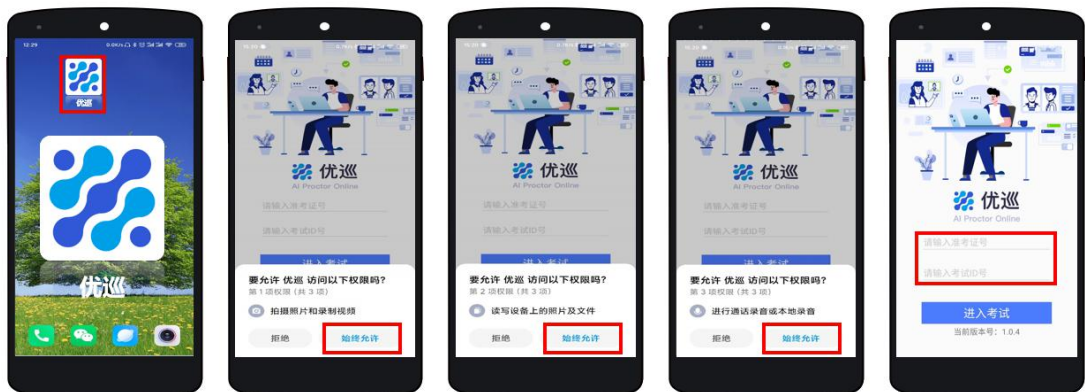 12:29
优巡
优巡
优巡
AI Proctor Online
请输入准考证号
请输入考试ID号
进入考试
要允许 优巡 访问以下权限吗?
第 1 项权限(共 3 项)
拍摄照片和录制视频
拒绝
始终允许
优巡
AI Proctor Online
请输入准考证号
请输入考试ID号
进入考试
要允许 优巡 访问以下权限吗?
第 2 项权限(共 3 项)
读写设备上的照片及文件
拒绝
始终允许
优巡
AI Proctor Online
请输入准考证号
请输入考试ID号
进入考试
要允许 优巡 访问以下权限吗?
第 3 项权限(共 3 项)
进行通话录音或本地录音
拒绝
始终允许
优巡
AI Proctor Online
请输入准考证号
请输入考试ID号
进入考试
当前版本号:1.0.4